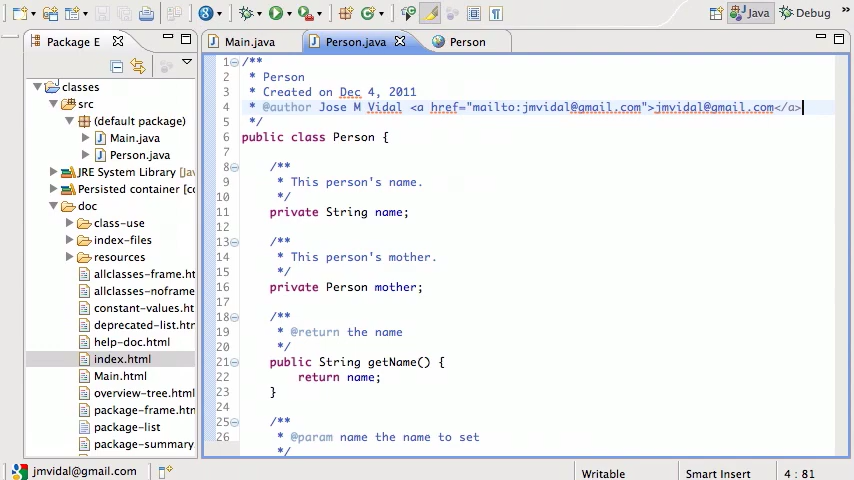 Java
Debug
»
Package E
Main.java
Person.java
Person
classes
src
(default package)
Main.java
Person.java
JRE System Library [Ja
Persisted container [co
doc
class-use
index-files
resources
allclasses-frame.ht
allclasses-noframe
constant-values.ht
deprecated-list.htm
help-doc.html
index.html
Main.html
overview-tree.html
package-frame.htm
package-list
package-summary
1 /**
2 * Person
3 * Created on Dec 4, 2011
4 * @author Jose M Vidal <a href="mailto:jmvidal@gmail.com">jmvidal@gmail.com</a>
5 */
6 public class Person {
7
8 /**
9 * This person's name.
10 */
11 private String name;
12
13 /**
14 * This person's mother.
15 */
16 private Person mother;
17
18 /**
19 * @return the name
20 */
21 public String getName() {
22 return name;
23 }
24
25 /**
26 * @param name the name to set
*/
jmvidal@gmail.com
Writable
Smart Insert
4 : 81